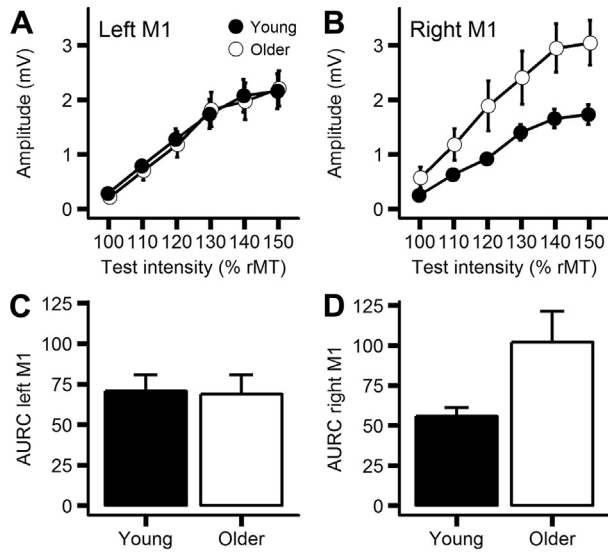 A
Left M1
Young
Older
Amplitude (mV)
3
2
1
0
100 110 120 130 140 150
Test intensity (% rMT)
B
Right M1
Amplitude (mV)
3
2
1
0
100 110 120 130 140 150
Test intensity (% rMT)
C
AURC left M1
125
100
75
50
25
0
Young Older
D
AURC right M1
125
100
75
50
25
0
Young Older